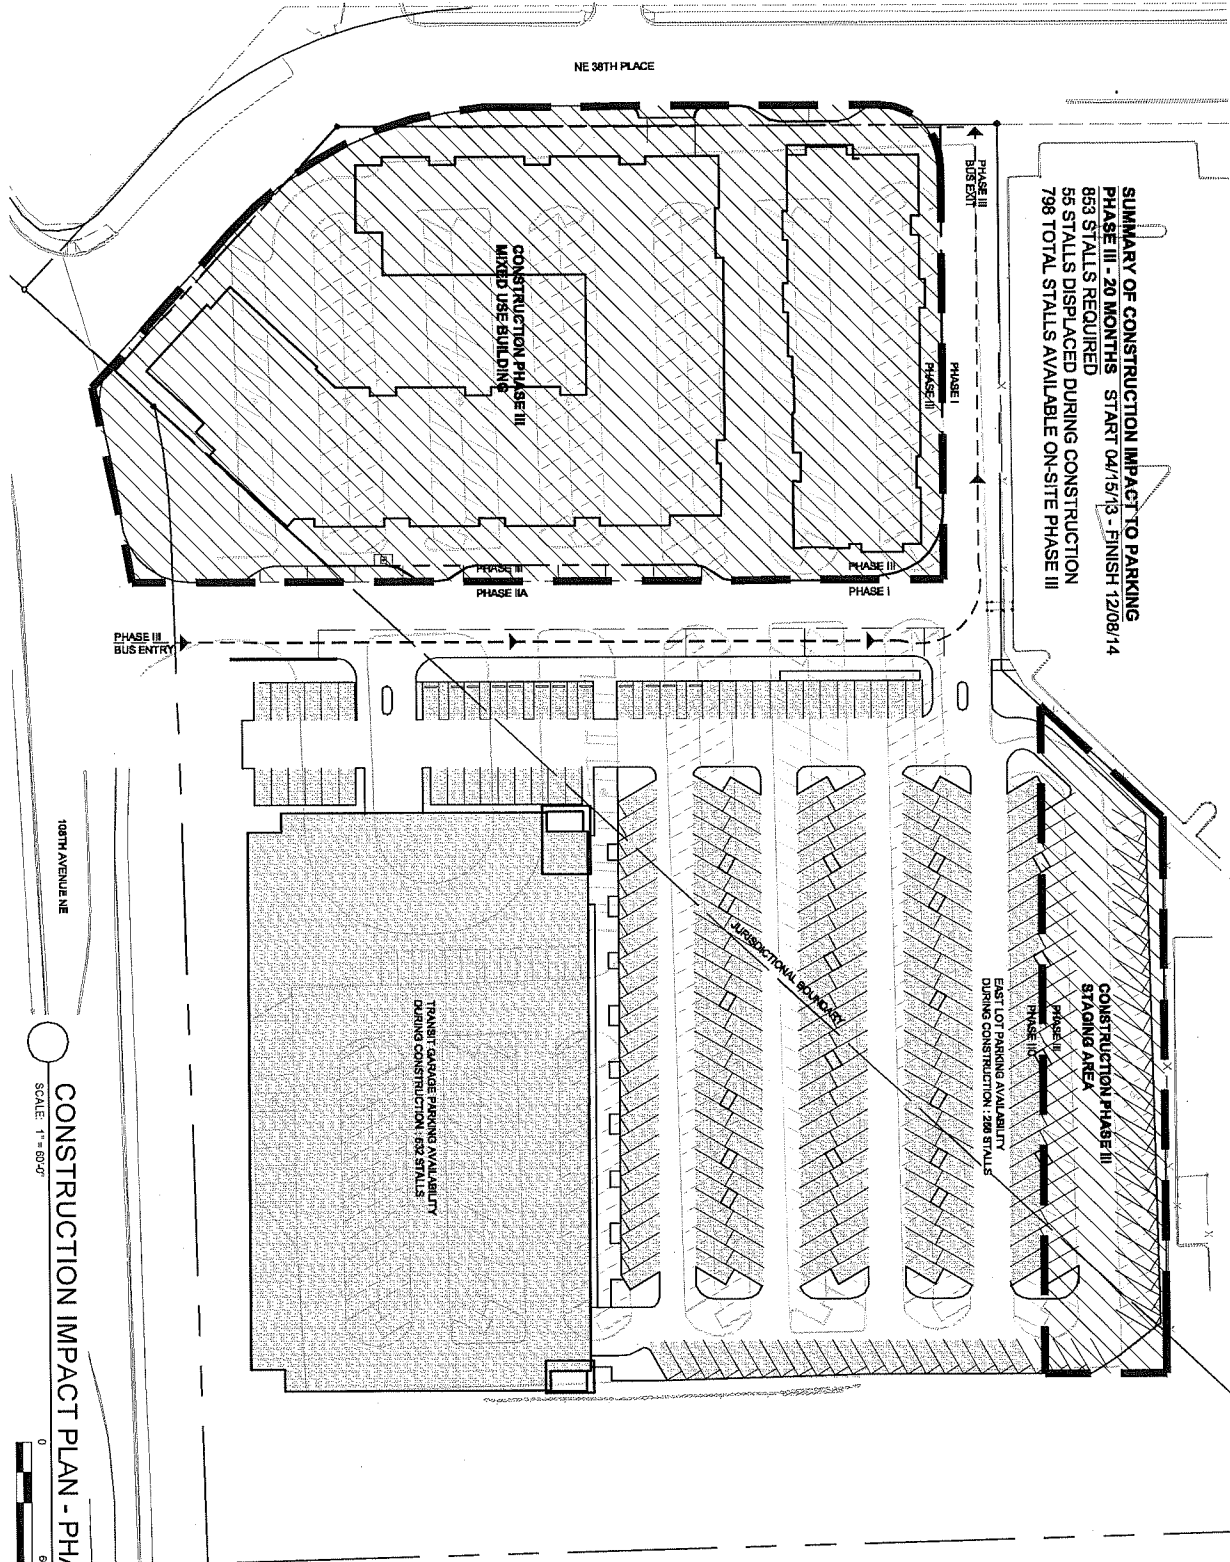 NE 38TH PLACE
SUMMARY OF CONSTRUCTION IMPACT TO PARKING
PHASE III - 20 MONTHS START 04/15/13 - FINISH 12/08/14
853 STALLS REQUIRED
55 STALLS DISPLACED DURING CONSTRUCTION
798 TOTAL STALLS AVAILABLE ON-SITE PHASE III
PHASE III
BUS EXIT
CONSTRUCTION PHASE III
MIXED USE BUILDING
PHASE I
PHASE III
PHASE III
PHASE IIA
PHASE III
PHASE I
PHASE III
BUS ENTRY
JURISDICTIONAL BOUNDARY
CONSTRUCTION PHASE III
STAGING AREA
PHASE III
PHASE
EAST LOT PARKING AVAILABILITY
DURING CONSTRUCTION : STALLS
TRANSIT GARAGE PARKING AVAILABILITY
DURING CONSTRUCTION : 532 STALLS
108TH AVENUE NE
CONSTRUCTION IMPACT PLAN - PHA
SCALE: 1" = 60'-0"
0
6